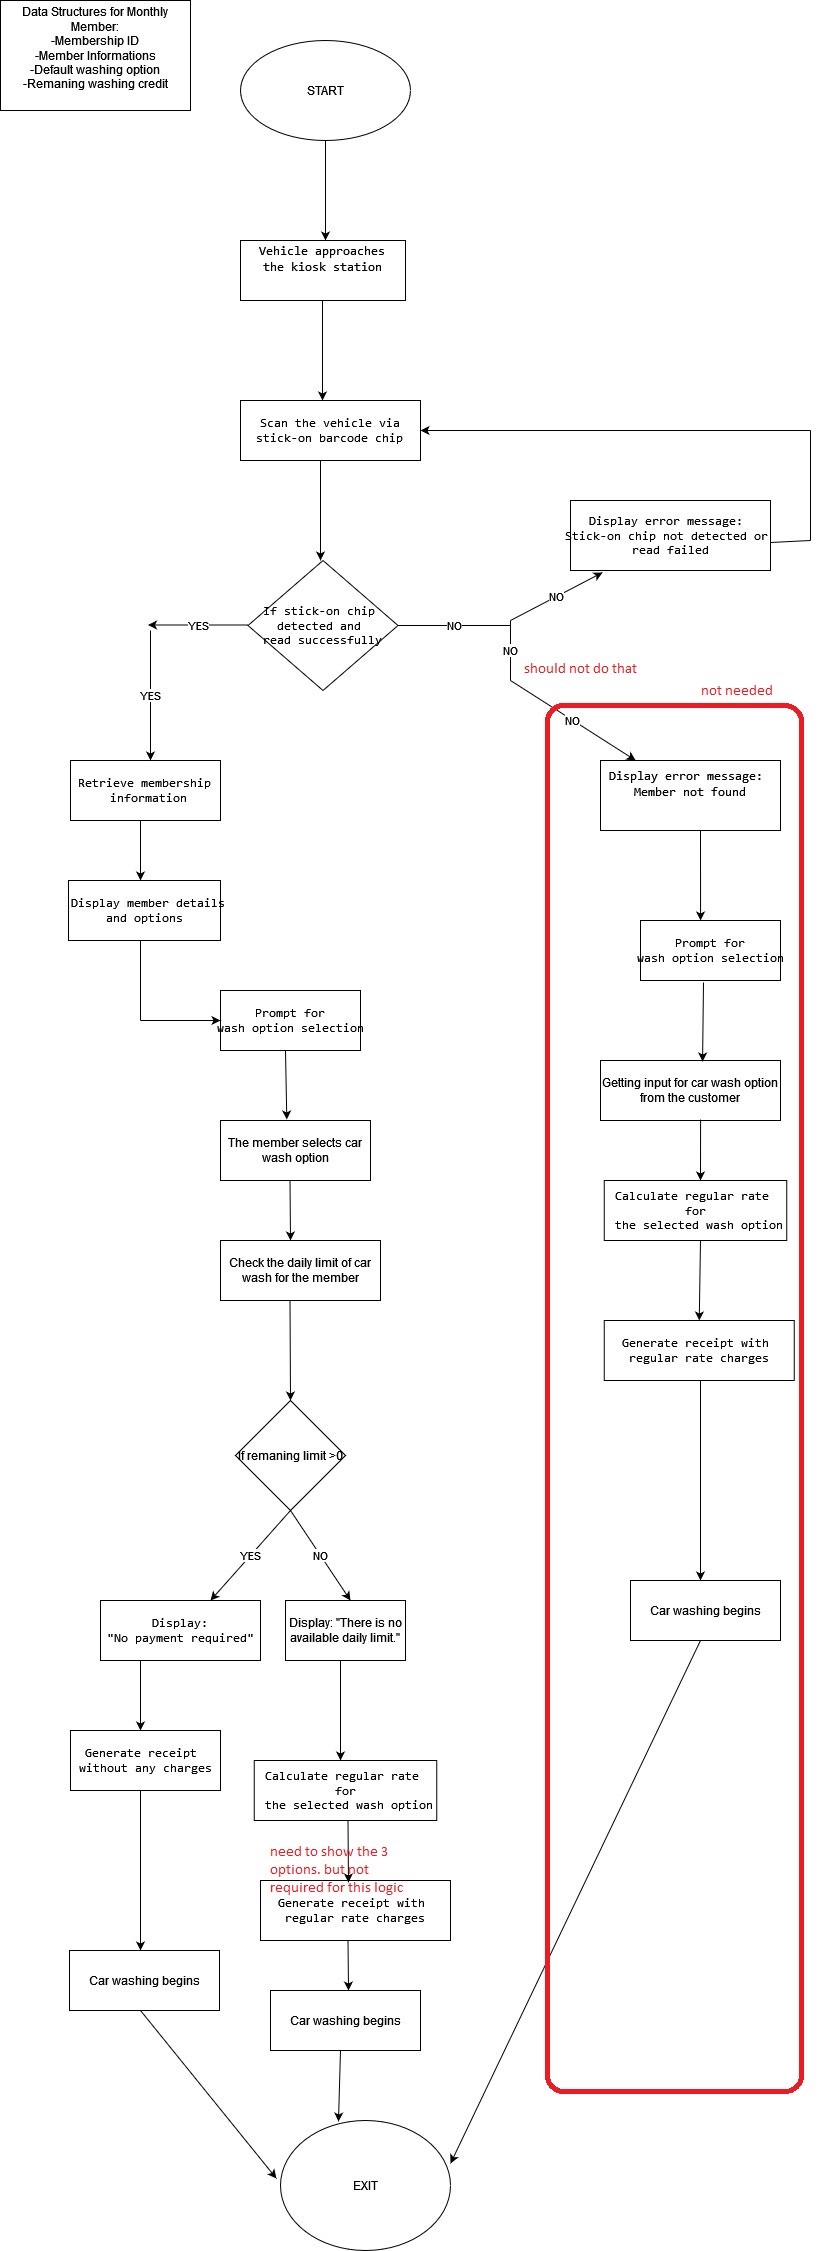 Data Structures for Monthly
Member:
-Membership ID
-Member Informations
-Default washing option
-Remaning washing credit
START
Vehicle approaches
the kiosk station
Scan the vehicle via
stick-on barcode chip
Display error message:
Stick-on chip not detected or
read failed
If stick-on chip
detected and
read successfully
YES
NO
NO
NO
should not do that
YES
not needed
NO
Retrieve membership
information
Display error message:
Member not found
Display member details
and options
Prompt for
wash option selection
Prompt for
wash option selection
Getting input for car wash option
from the customer
The member selects car
wash option
Calculate regular rate
for
the selected wash option
Check the daily limit of car
wash for the member
Generate receipt with
regular rate charges
If remaning limit >0
YES
NO
Display:
"No payment required"
Display: "There is no
available daily limit."
Car washing begins
Generate receipt
without any charges
Calculate regular rate
for
the selected wash option
need to show the 3
options. but not
required for this logic
Generate receipt with
regular rate charges
Car washing begins
Car washing begins
EXIT